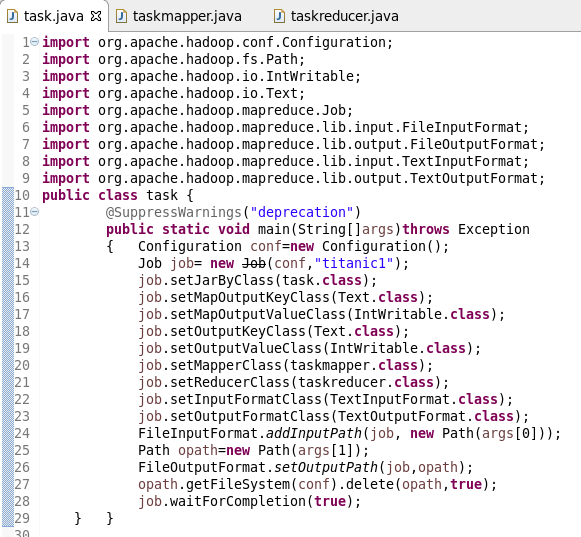 task.java taskmapper.java taskreducer.java
1 import org.apache.hadoop.conf.Configuration;
2 import org.apache.hadoop.fs.Path;
3 import org.apache.hadoop.io.IntWritable;
4 import org.apache.hadoop.io.Text;
5 import org.apache.hadoop.mapreduce.Job;
6 import org.apache.hadoop.mapreduce.lib.input.FileInputFormat;
7 import org.apache.hadoop.mapreduce.lib.output.FileOutputFormat;
8 import org.apache.hadoop.mapreduce.lib.input.TextInputFormat;
9 import org.apache.hadoop.mapreduce.lib.output.TextOutputFormat;
10 public class task {
11 @SuppressWarnings("deprecation")
12 public static void main(String[]args)throws Exception
13 { Configuration conf=new Configuration();
14 Job job= new Job(conf,"titanic1");
15 job.setJarByClass(task.class);
16 job.setMapOutputKeyClass(Text.class);
17 job.setMapOutputValueClass(IntWritable.class);
18 job.setOutputKeyClass(Text.class);
19 job.setOutputValueClass(IntWritable.class);
20 job.setMapperClass(taskmapper.class);
21 job.setReducerClass(taskreducer.class);
22 job.setInputFormatClass(TextInputFormat.class);
23 job.setOutputFormatClass(TextOutputFormat.class);
24 FileInputFormat.addInputPath(job, new Path(args[0]));
25 Path opath=new Path(args[1]);
26 FileOutputFormat.setOutputPath(job,opath);
27 opath.getFileSystem(conf).delete(opath,true);
28 job.waitForCompletion(true);
29 } }
30